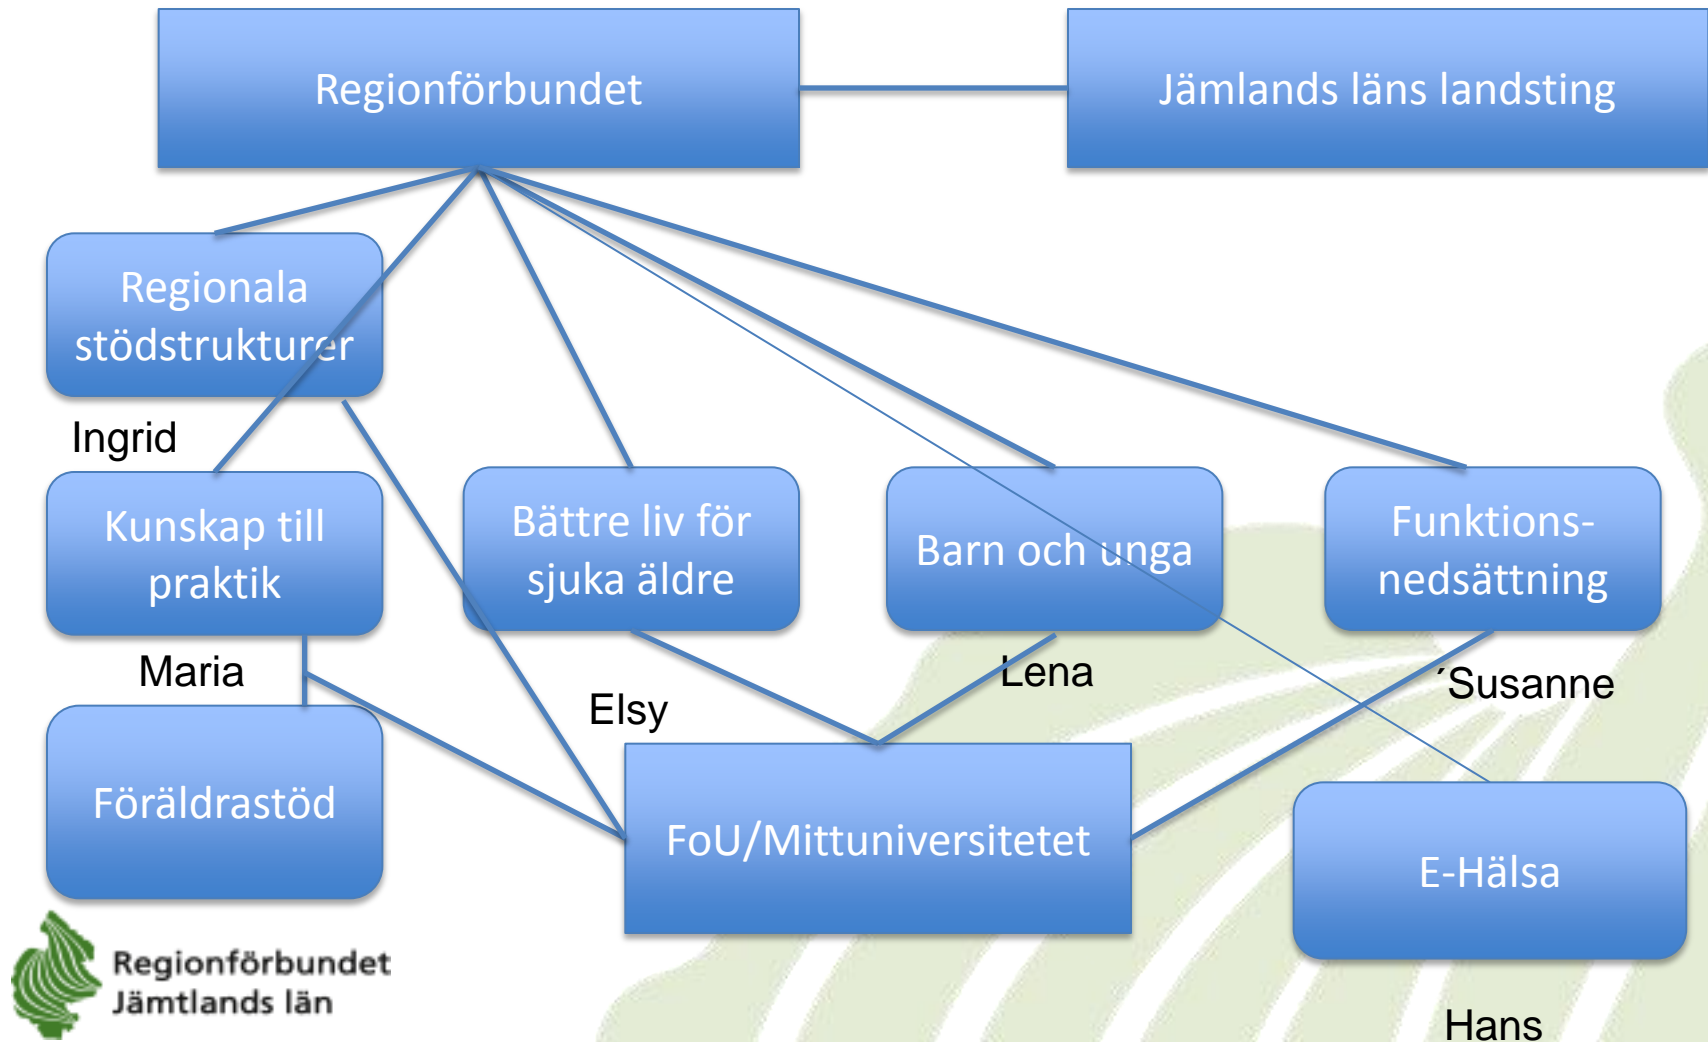 Regionförbundet
Jämlands läns landsting
Regionala
stödstrukturer
Ingrid
Kunskap till
praktik
Bättre liv för
sjuka äldre
Barn och unga
Funktions-
nedsättning
Maria
Elsy
Lena
´Susanne
Föräldrastöd
FoU/Mittuniversitetet
E-Hälsa
Regionförbundet
Jämtlands län
Hans